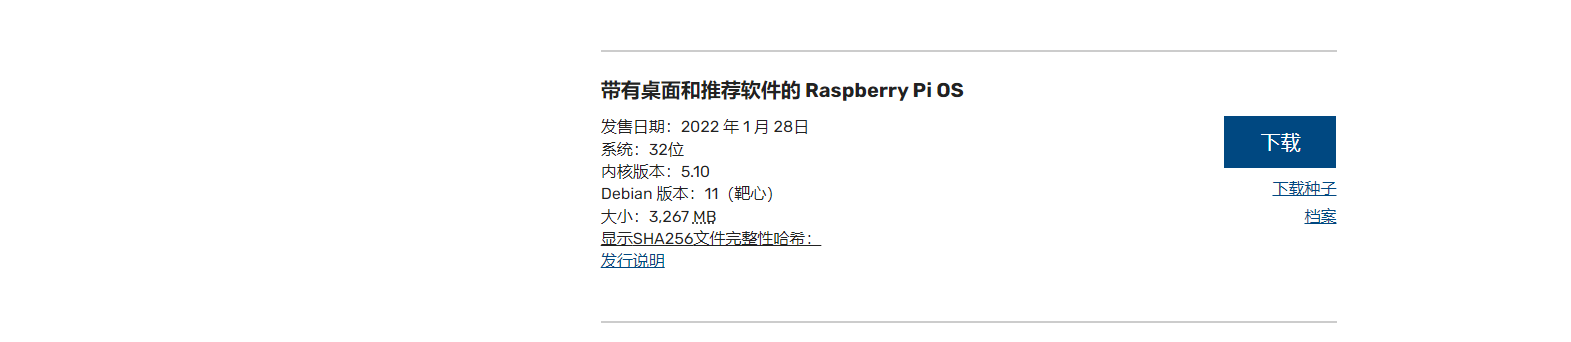 带有桌面和推荐软件的 Raspberry Pi OS
发售日期：2022 年 1 月 28日
系统：32位
内核版本：5.10
Debian 版本：11（靶心）
大小：3,267 MB
显示SHA256文件完整性哈希：
发行说明
下载
下载种子
档案